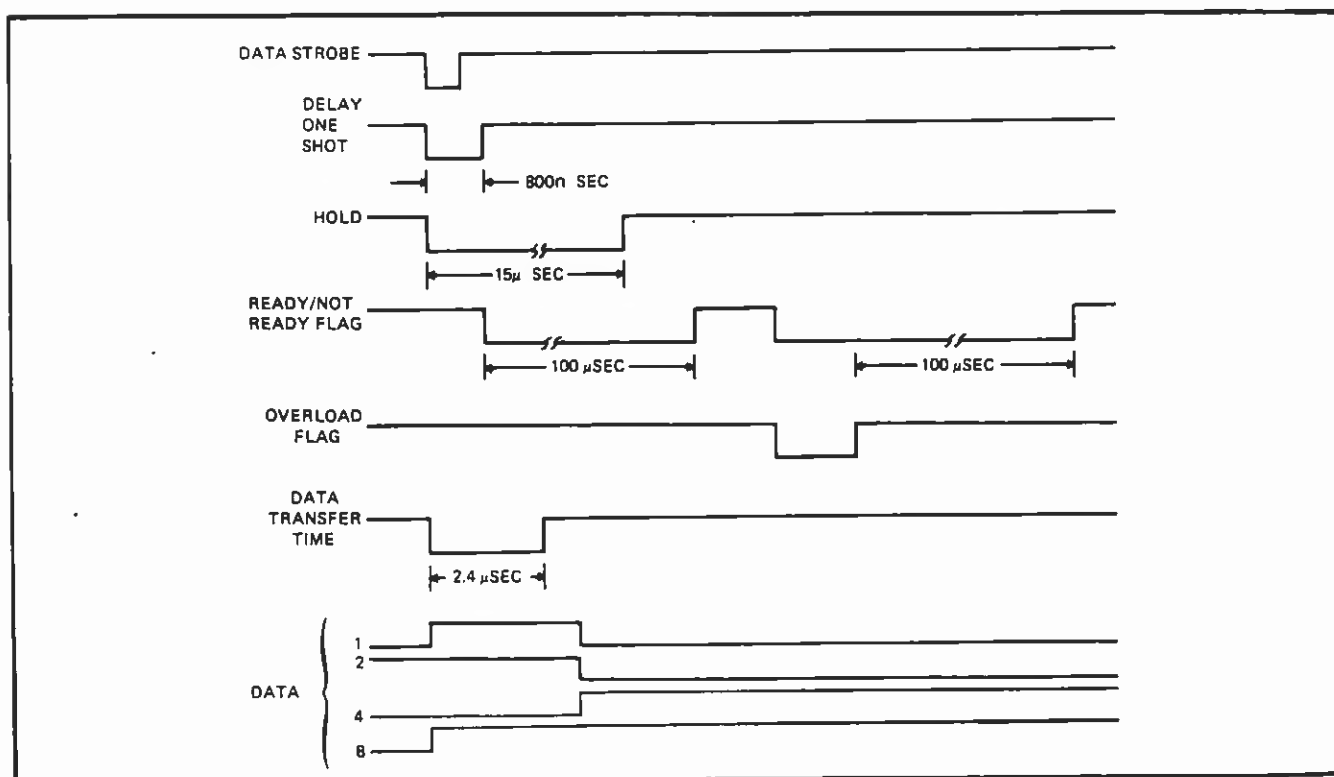 DATA STROBE
DELAY
ONE
SHOT
800n SEC
HOLD
15µ SEC
READY/NOT
READY FLAG
100 µSEC
100 µSEC
OVERLOAD
FLAG
DATA
TRANSFER
TIME
2.4 µSEC
DATA
1
2
4
8